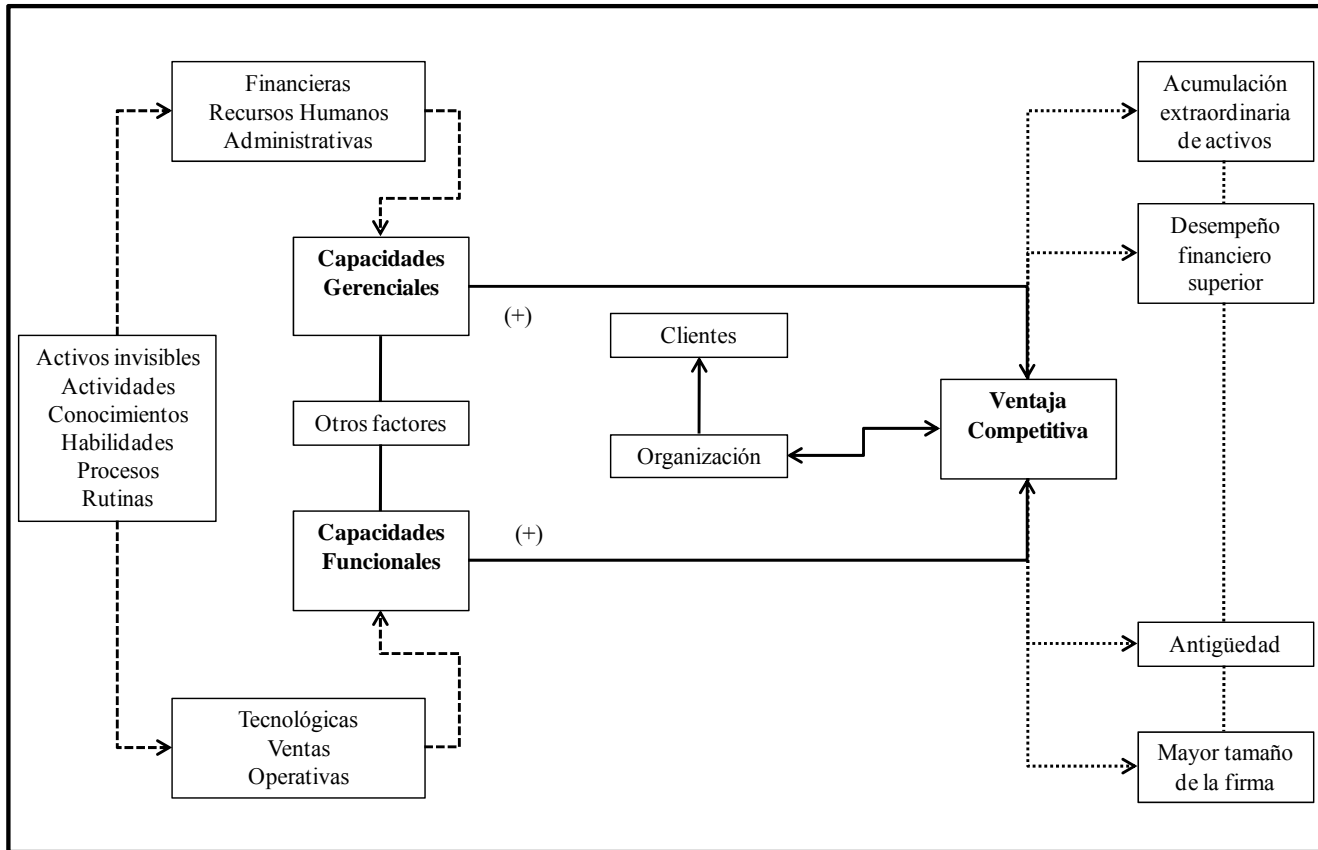 Financieras
Recursos Humanos
Administrativas
Acumulación
extraordinaria
de activos
Desempeño
financiero
superior
Capacidades
Gerenciales
(+)
Clientes
Activos invisibles
Actividades
Conocimientos
Habilidades
Procesos
Rutinas
Otros factores
Organización
Ventaja
Competitiva
Capacidades
Funcionales
(+)
Antigüedad
Tecnológicas
Ventas
Operativas
Mayor tamaño
de la firma